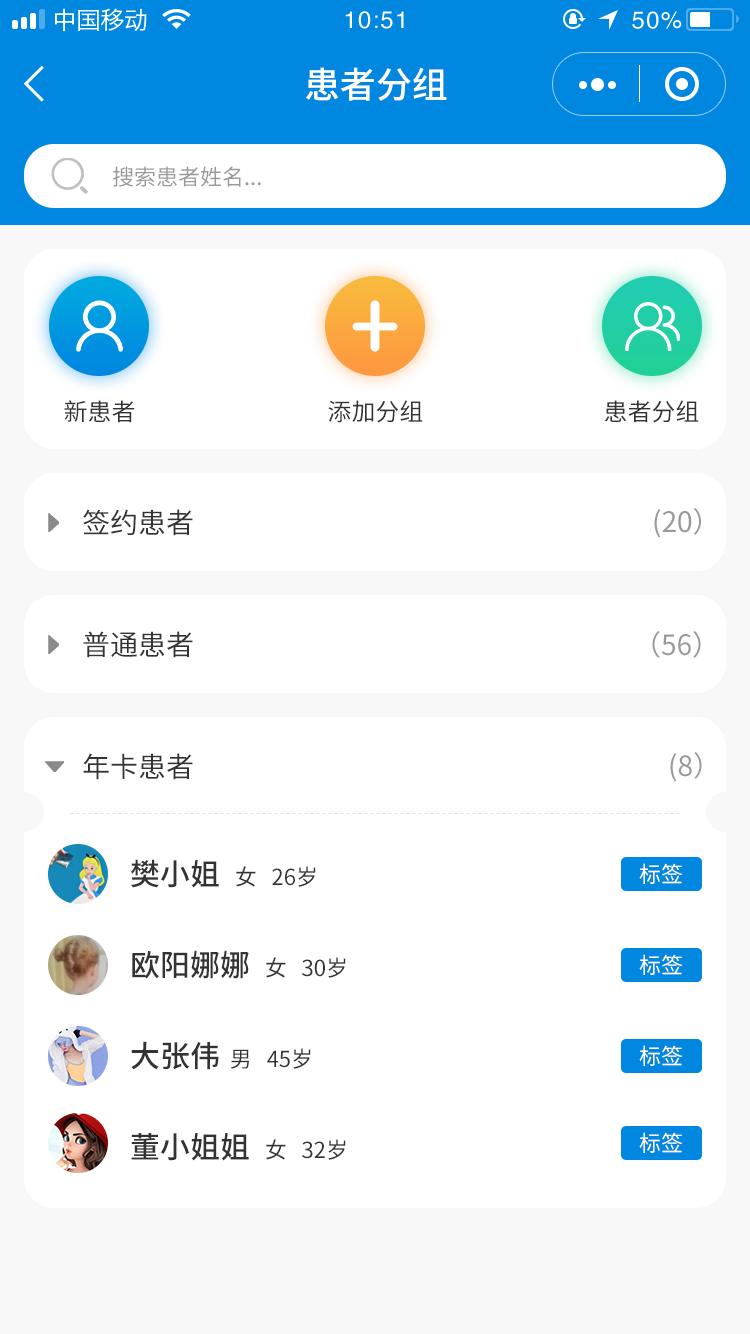 中国移动 10:51 50%
患者分组
搜索患者姓名...
新患者 添加分组 患者分组
签约患者 (20)
普通患者 (56)
年卡患者 (8)
樊小姐 女 26岁 标签
欧阳娜娜 女 30岁 标签
大张伟 男 45岁 标签
董小姐姐 女 32岁 标签